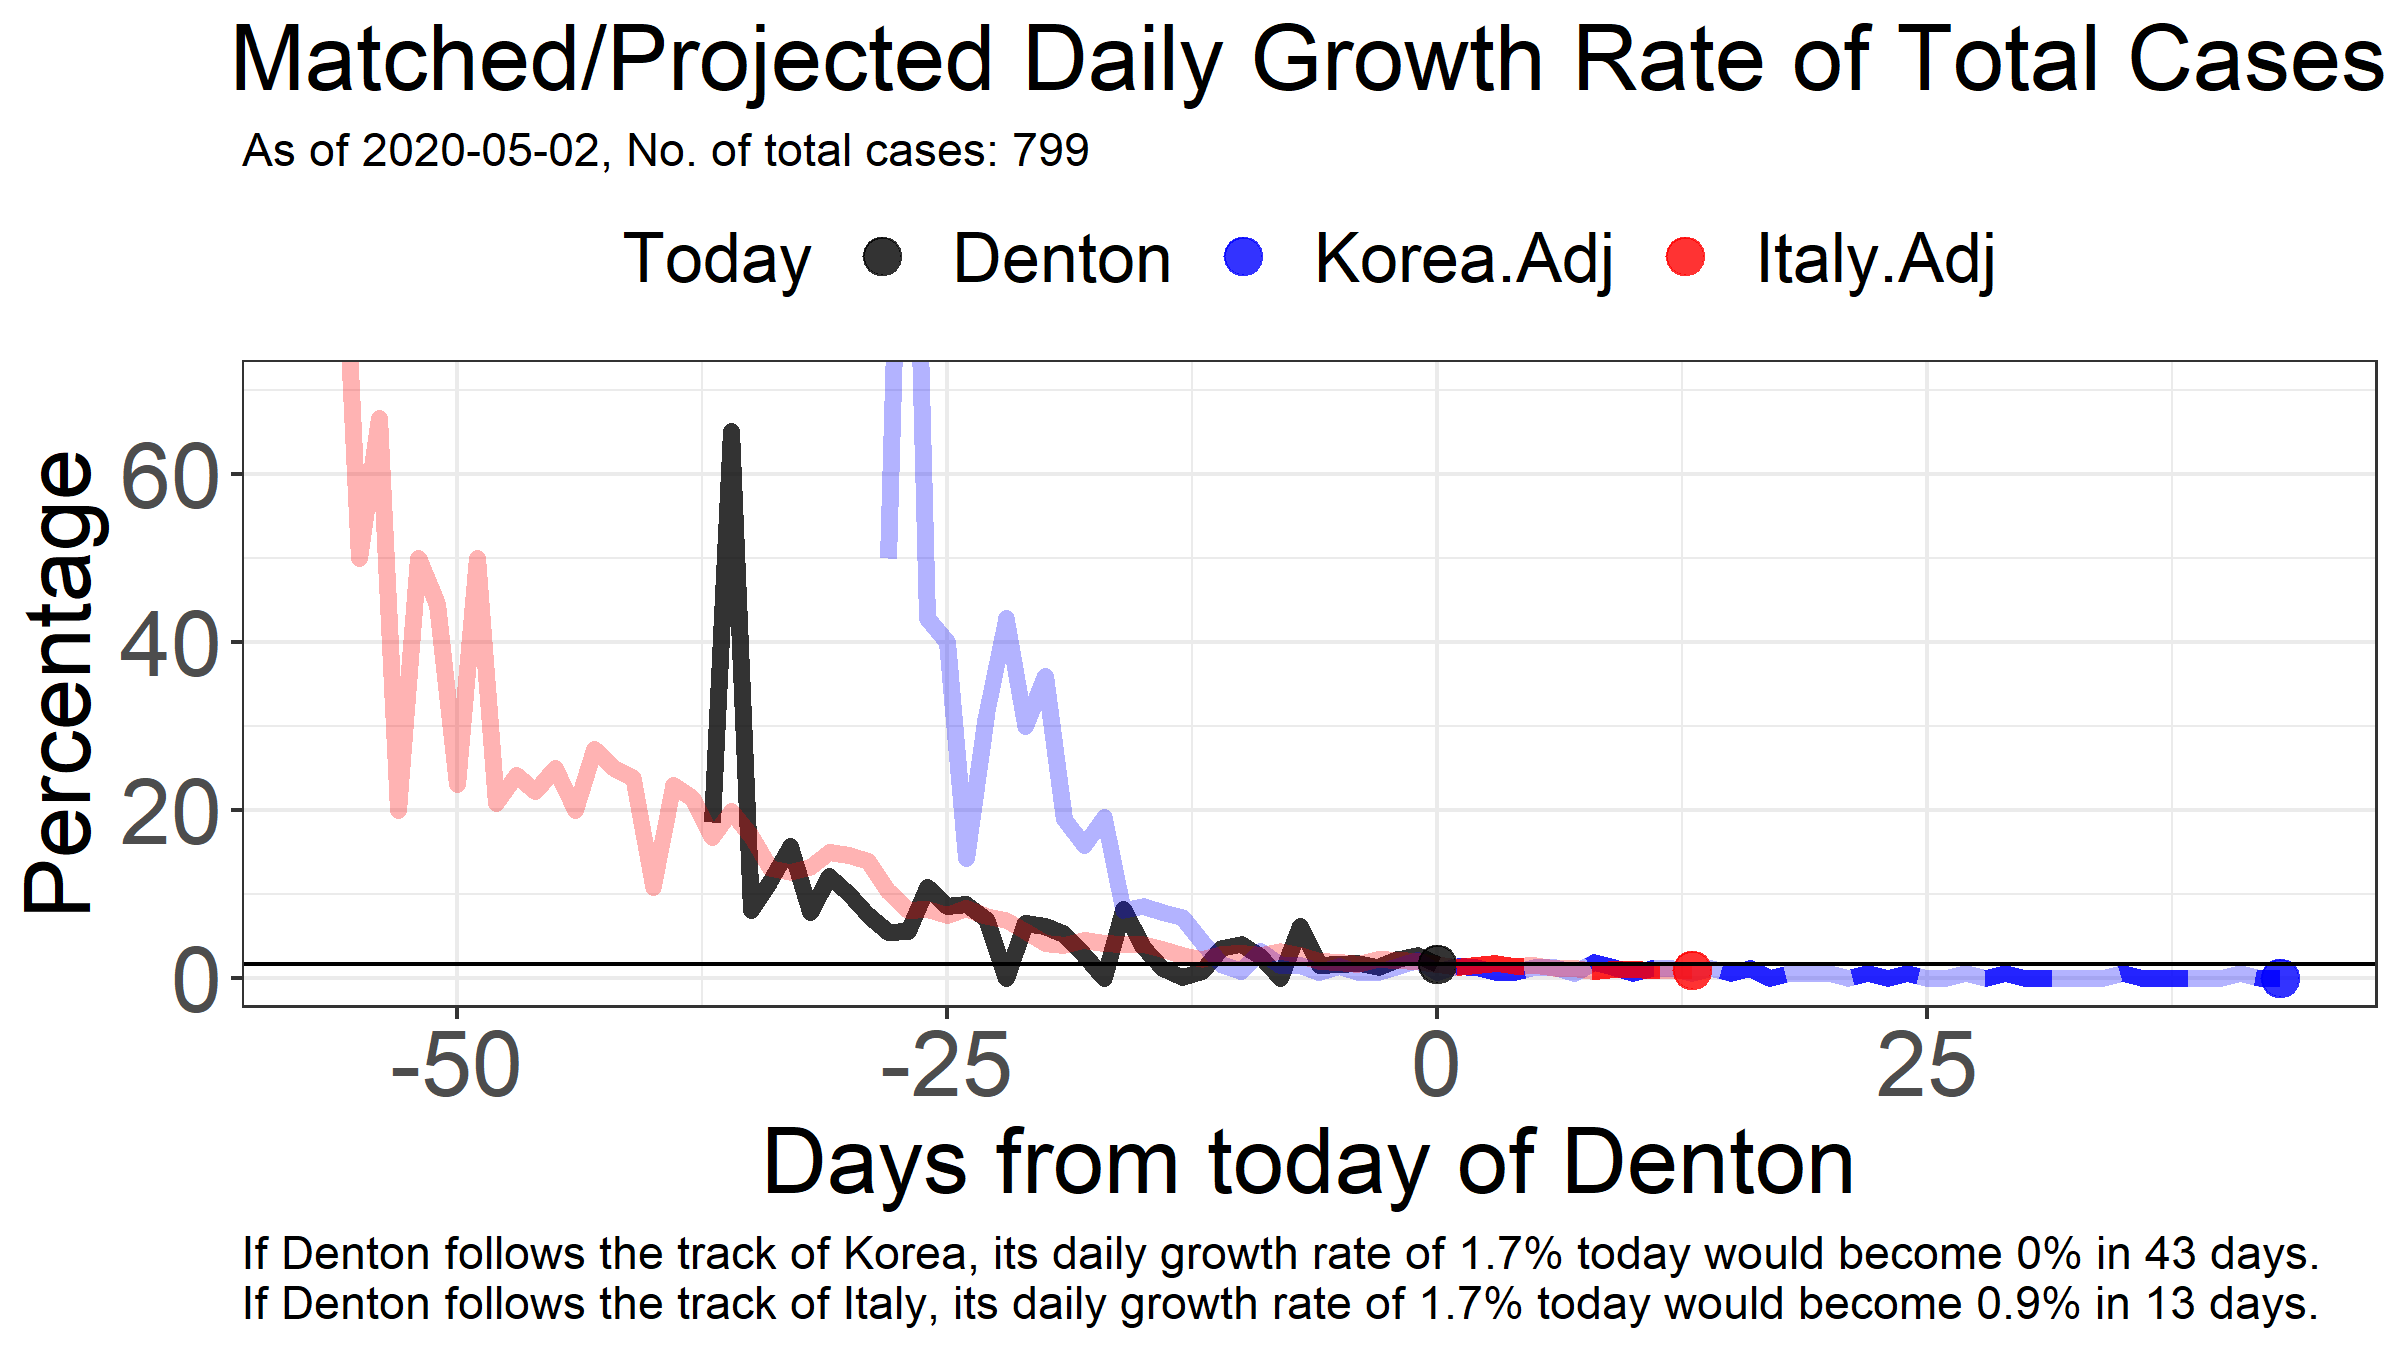 Matched/Projected Daily Growth Rate of Total Cases
As of 2020-05-02, No. of total cases: 799
Today Denton Korea.Adj Italy.Adj
Percentage
60
40
20
0
-50 -25 0 25
Days from today of Denton
If Denton follows the track of Korea, its daily growth rate of 1.7% today would become 0% in 43 days.
If Denton follows the track of Italy, its daily growth rate of 1.7% today would become 0.9% in 13 days.